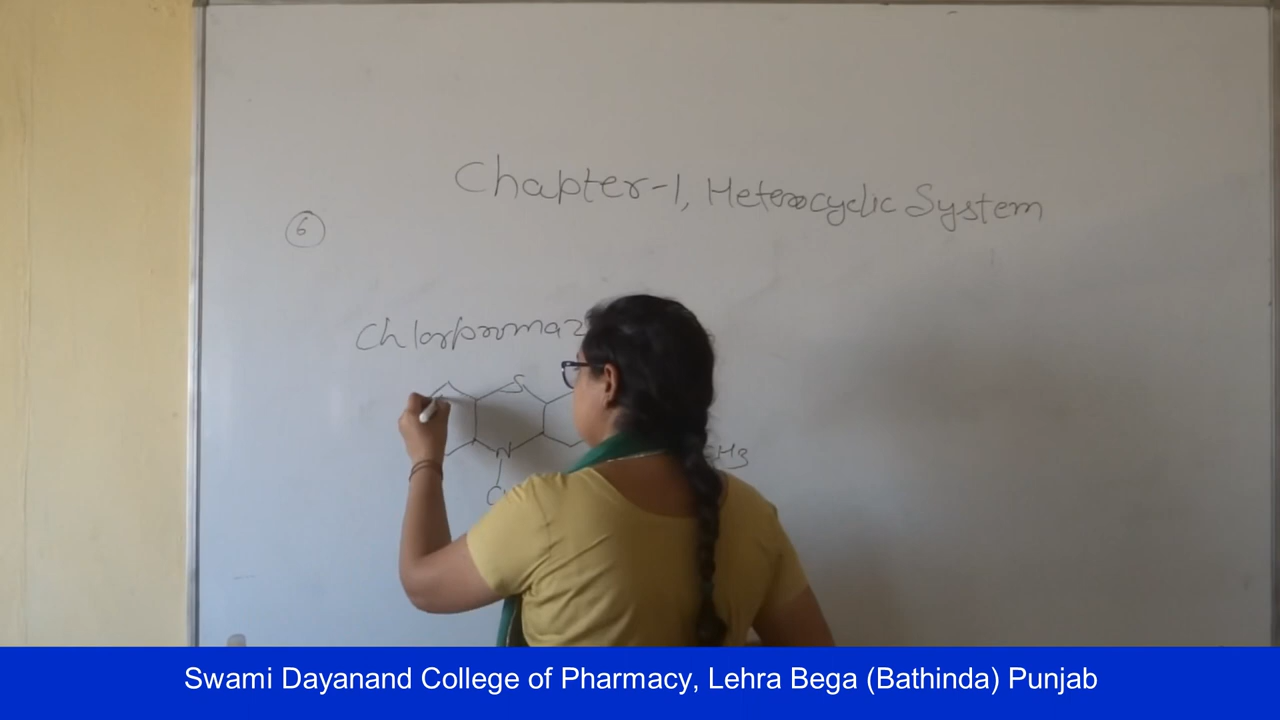 Chapter-1, Heterocyclic System
6
Chlorpromaz
S
N
C
CH3
Swami Dayanand College of Pharmacy, Lehra Bega (Bathinda) Punjab